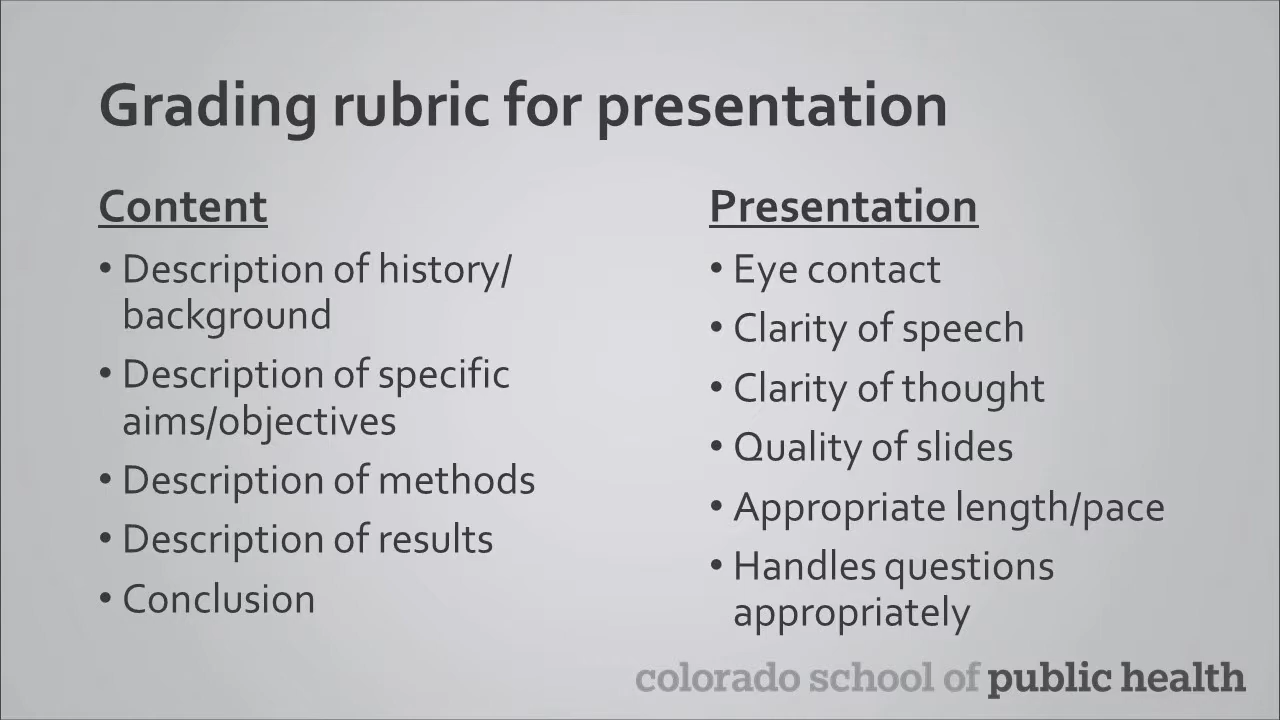 Grading rubric for presentation
Content
• Description of history/
background
• Description of specific
aims/objectives
• Description of methods
• Description of results
• Conclusion
Presentation
• Eye contact
• Clarity of speech
• Clarity of thought
• Quality of slides
• Appropriate length/pace
• Handles questions
appropriately
colorado school of public health